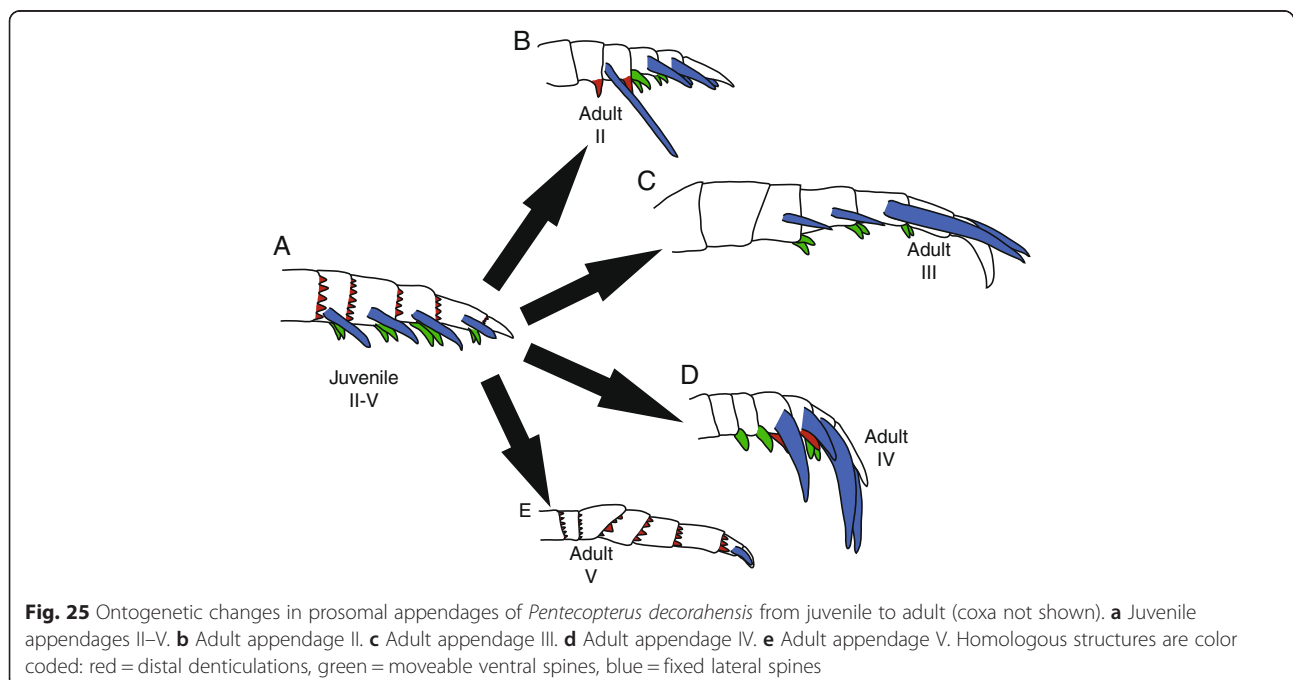 B
Adult
II
C
Adult
III
A
Juvenile
II-V
D
Adult
IV
E
Adult
V
Fig. 25 Ontogenetic changes in prosomal appendages of Pentecopterus decorahensis from juvenile to adult (coxa not shown). a Juvenile
appendages II–V. b Adult appendage II. c Adult appendage III. d Adult appendage IV. e Adult appendage V. Homologous structures are color
coded: red = distal denticulations, green = moveable ventral spines, blue = fixed lateral spines